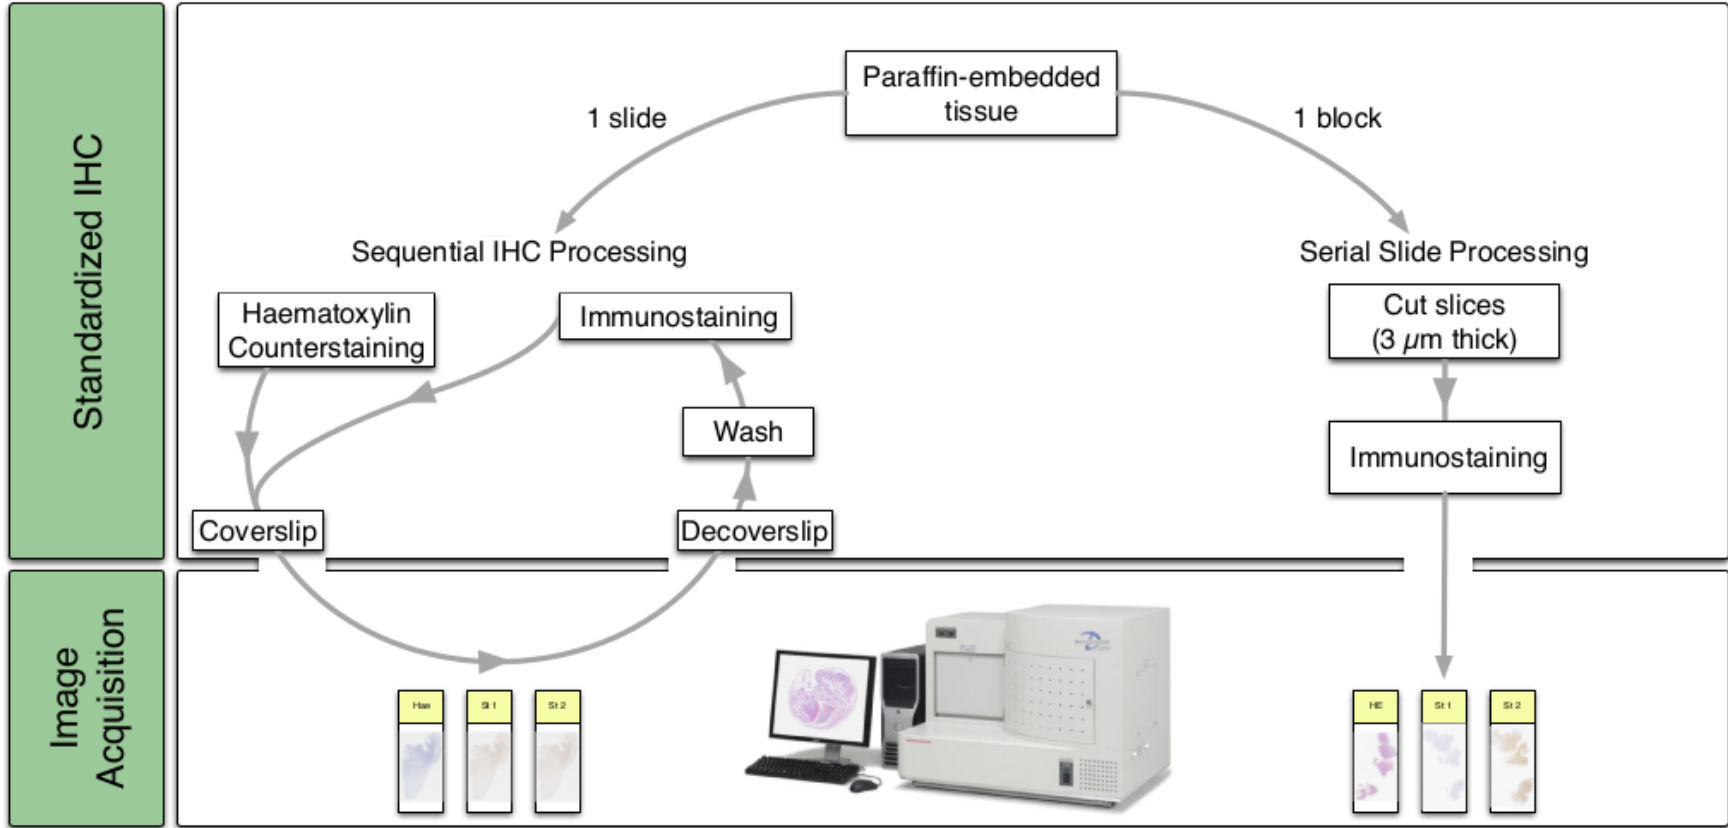 Standardized IHC
Paraffin-embedded
tissue
1 slide
1 block
Sequential IHC Processing
Serial Slide Processing
Haematoxylin
Counterstaining
Immunostaining
Cut slices
(3 µm thick)
Wash
Immunostaining
Coverslip
Decoverslip
Image
Acquisition
Hae
St 1
St 2
HE
St 1
St 2